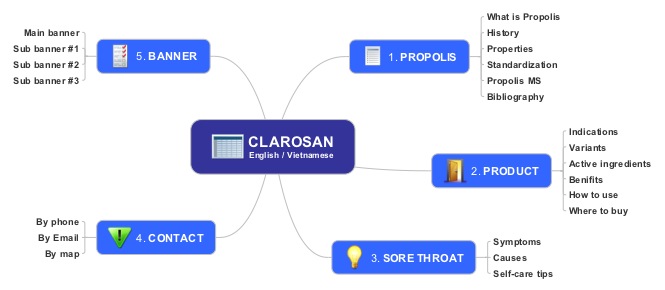 CLAROSAN
English / Vietnamese
1. PROPOLIS
What is Propolis
History
Properties
Standardization
Propolis MS
Bibliography
2. PRODUCT
Indications
Variants
Active ingredients
Benifits
How to use
Where to buy
3. SORE THROAT
Symptoms
Causes
Self-care tips
4. CONTACT
By phone
By Email
By map
5. BANNER
Main banner
Sub banner #1
Sub banner #2
Sub banner #3